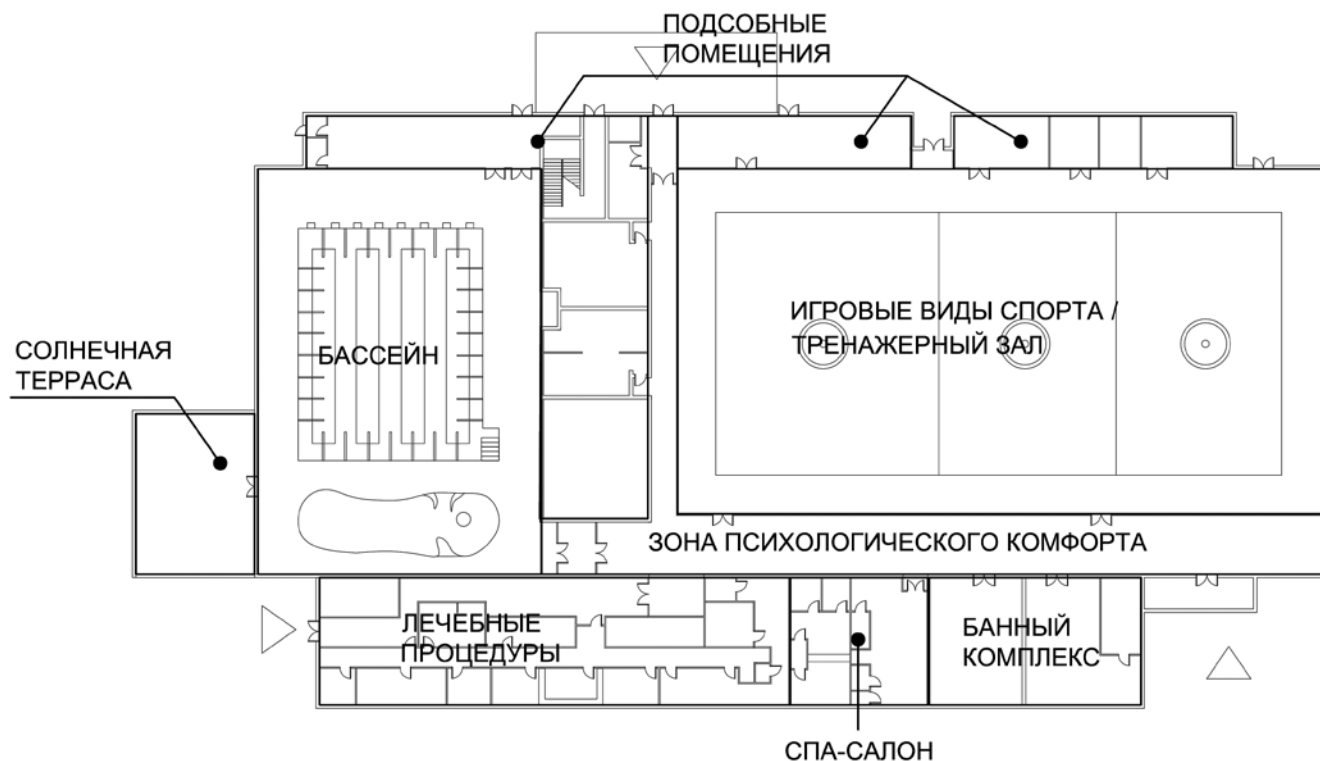 ПОДСОБНЫЕ
ПОМЕЩЕНИЯ
ИГРОВЫЕ ВИДЫ СПОРТА /
ТРЕНАЖЕРНЫЙ ЗАЛ
СОЛНЕЧНАЯ
ТЕРРАСА
БАССЕЙН
ЗОНА ПСИХОЛОГИЧЕСКОГО КОМФОРТА
ЛЕЧЕБНЫЕ
ПРОЦЕДУРЫ
БАННЫЙ
КОМПЛЕКС
СПА-САЛОН